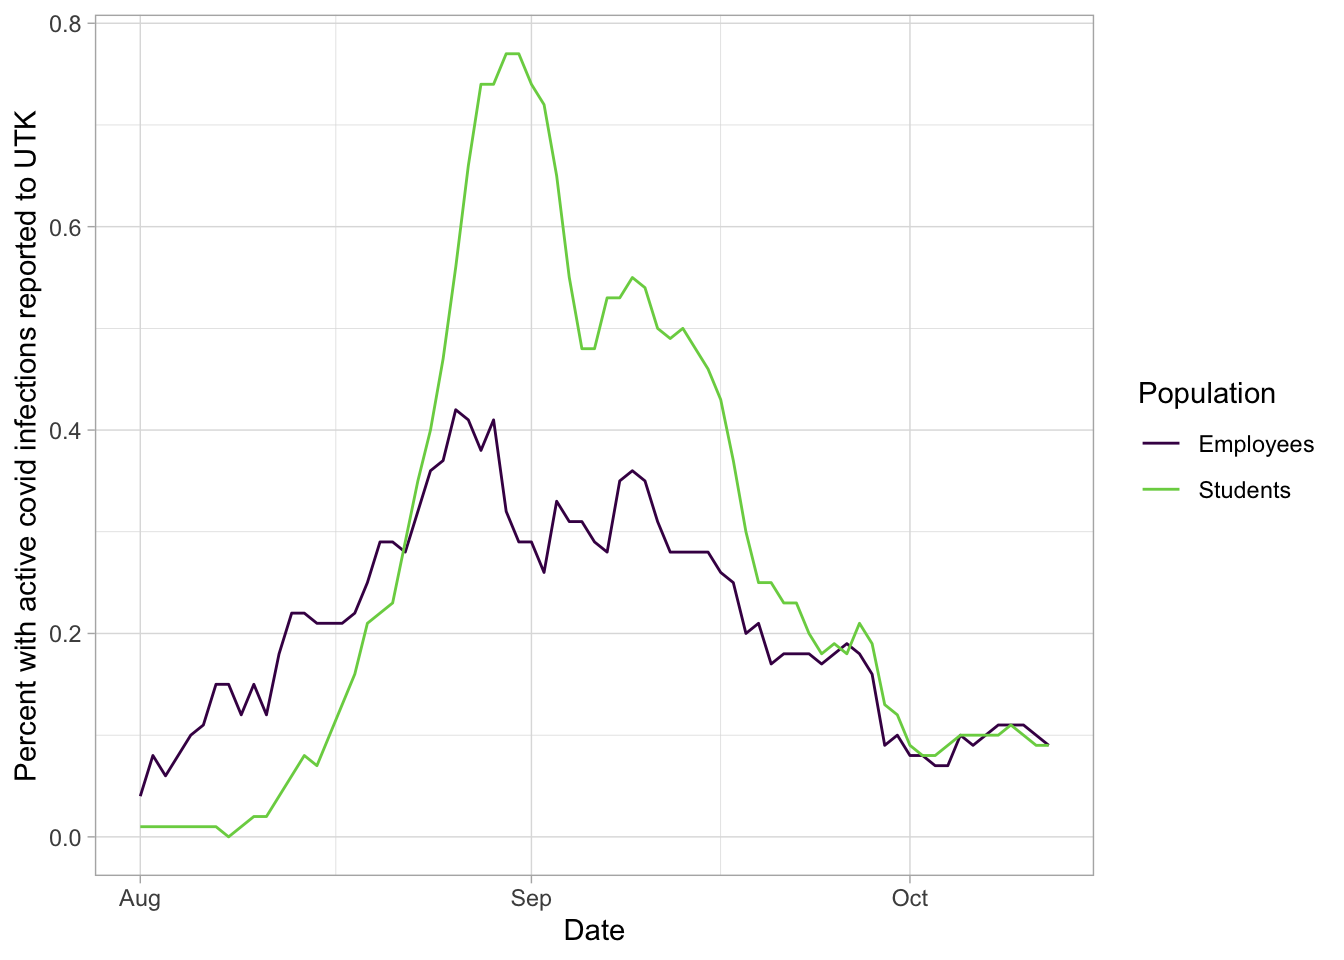 Percent with active covid infections reported to UTK
0.8
0.6
0.4
0.2
0.0
Aug Sep Oct
Date
Population
Employees
Students